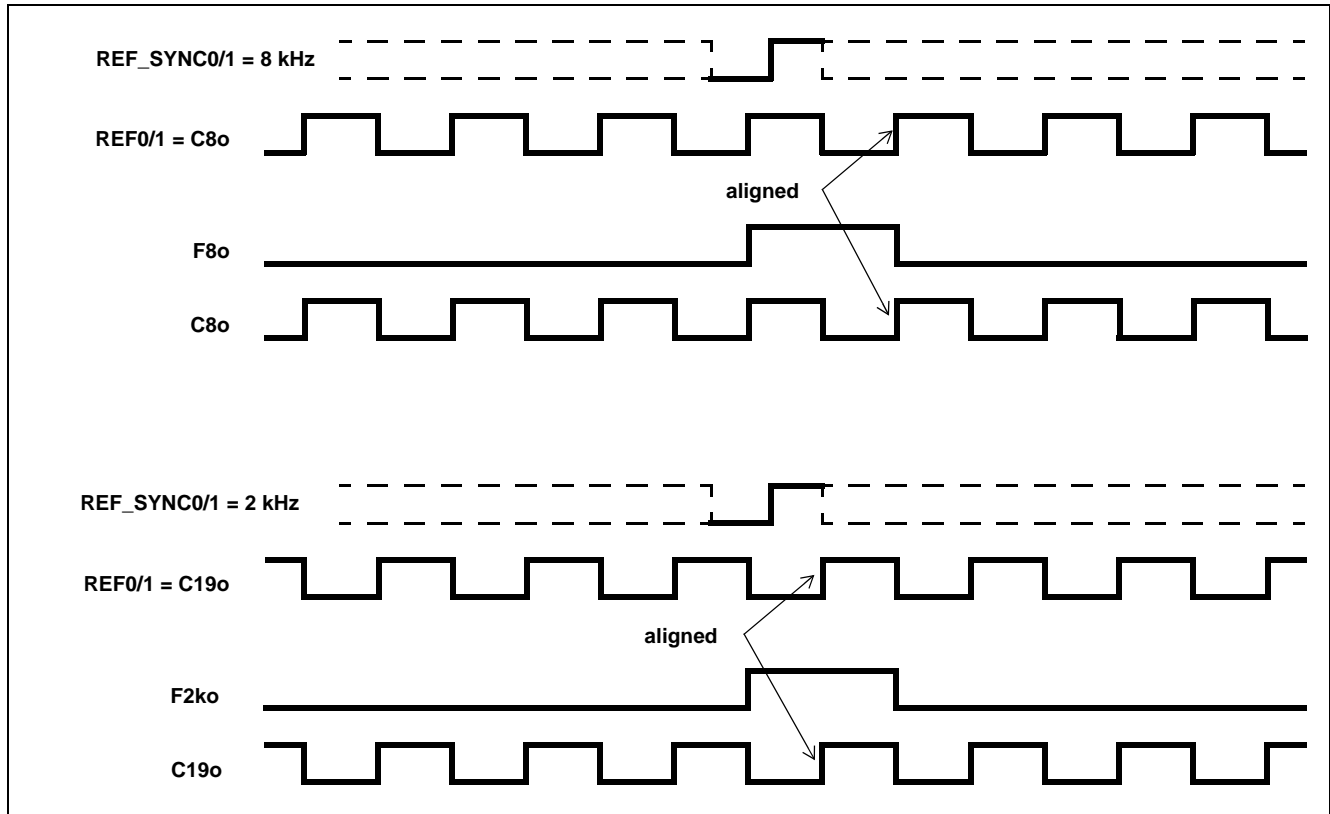 REF_SYNC0/1 = 8 kHz
REF0/1 = C8o
aligned
F8o
C8o
REF_SYNC0/1 = 2 kHz
REF0/1 = C19o
aligned
F2ko
C19o